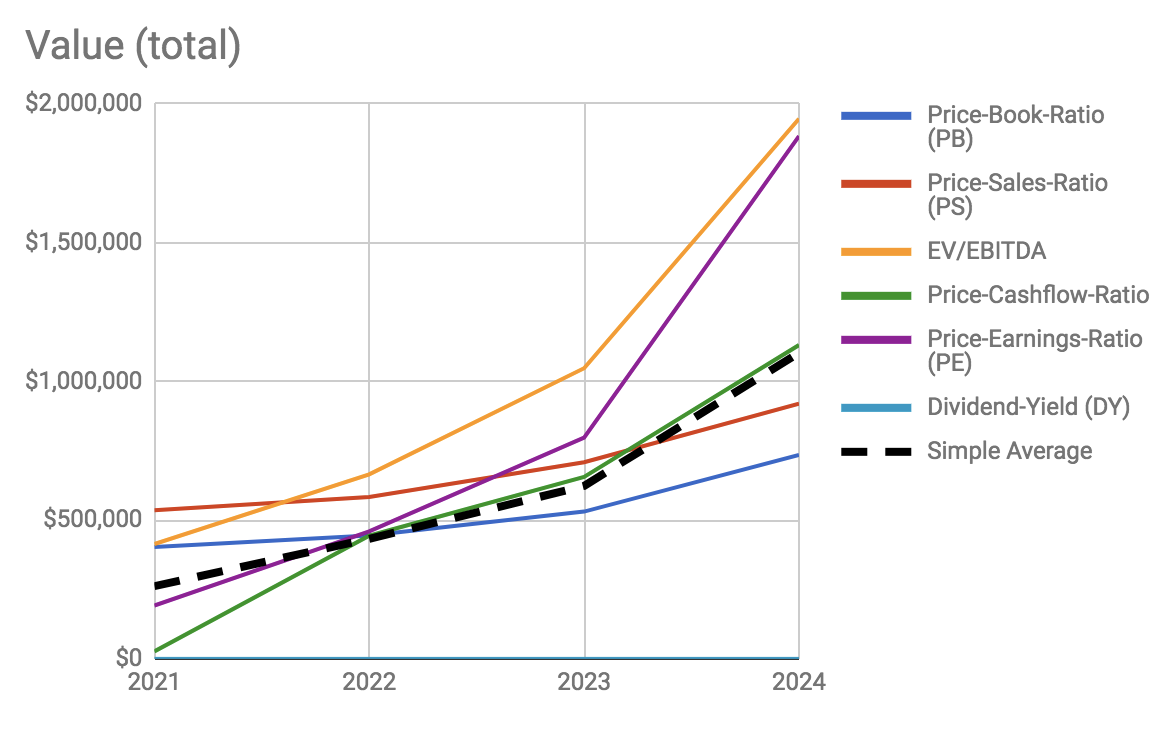 Value (total)
$2,000,000
$1,500,000
$1,000,000
$500,000
$0
2021
2022
2023
2024
Price-Book-Ratio
(PB)
Price-Sales-Ratio
(PS)
EV/EBITDA
Price-Cashflow-Ratio
Price-Earnings-Ratio
(PE)
Dividend-Yield (DY)
Simple Average